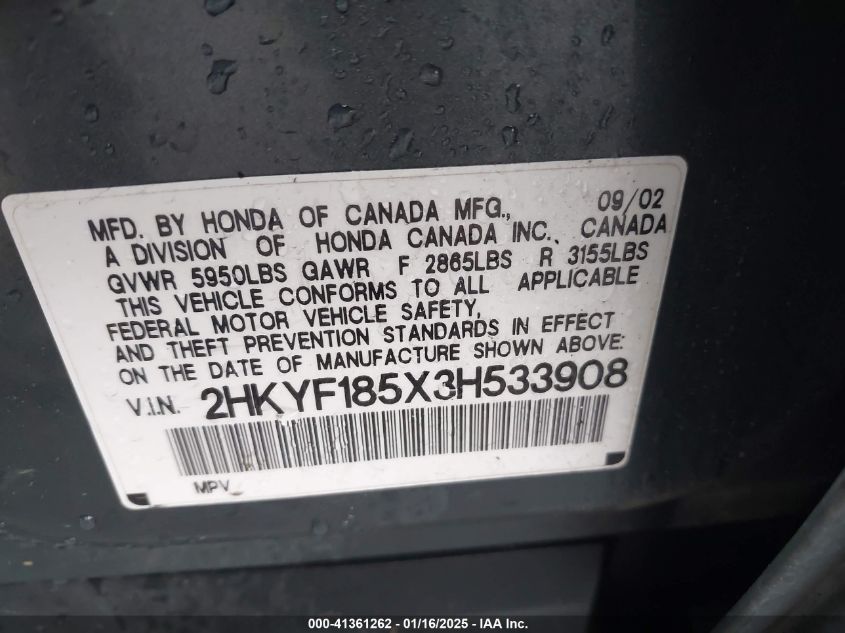 MFD. BY HONDA OF CANADA MFG., 09/02
A DIVISION OF HONDA CANADA INC., CANADA
GVWR 5950LBS GAWR F 2865LBS R 3155LBS
THIS VEHICLE CONFORMS TO ALL APPLICABLE
FEDERAL MOTOR VEHICLE SAFETY,
AND THEFT PREVENTION STANDARDS IN EFFECT
ON THE DATE OF MANUFACTURE SHOWN ABOVE:
V.I.N. 2HKYF185X3H533908
MPV
000-41361262 - 01/16/2025 - IAA Inc.